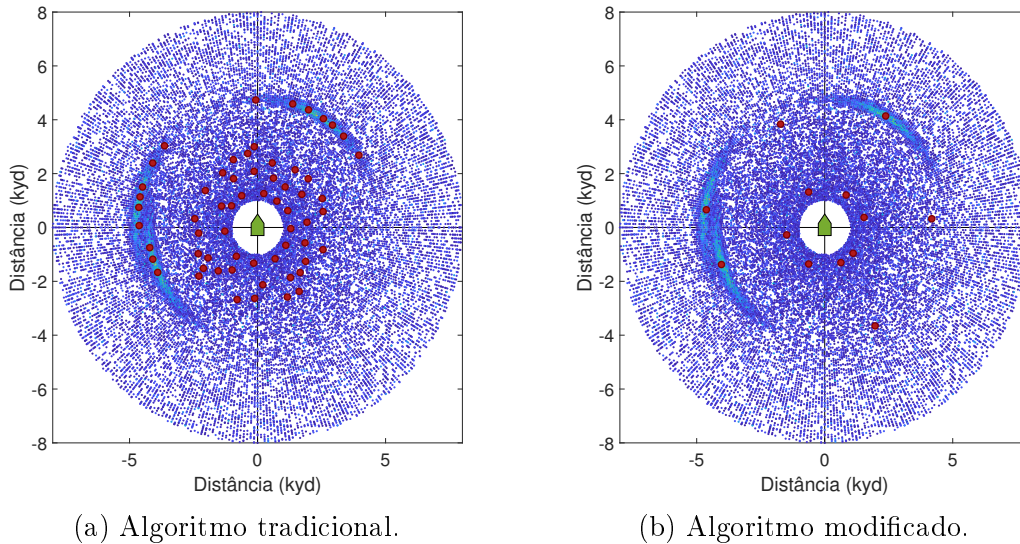 8
6
4
2
0
-2
-4
-6
-8
Distância (kyd)
-5 0 5
Distância (kyd)
(a) Algoritmo tradicional.
8
6
4
2
0
-2
-4
-6
-8
Distância (kyd)
-5 0 5
Distância (kyd)
(b) Algoritmo modificado.